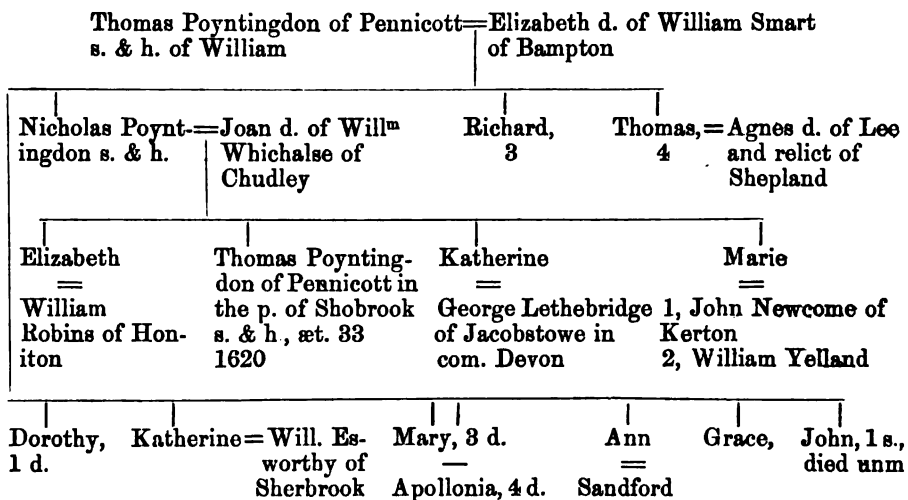 Thomas Poyntingdon of Pennicott=Elizabeth d. of William Smart
s. & h. of William of Bampton
Nicholas Poynt-=Joan d. of Willᵐ Richard, Thomas,=Agnes d. of Lee
ingdon s. & h. Whichalse of 3 4 and relict of
Chudley Shepland
Elizabeth Thomas Poynting- Katherine Marie
= don of Pennicott in = =
William the p. of Shobrook George Lethebridge 1, John Newcome of
Robins of Hon- s. & h., æt. 33 of Jacobstowe in Kerton
iton 1620 com. Devon 2, William Yelland
Dorothy, Katherine=Will. Es- Mary, 3 d. Ann Grace, John, 1 s.,
1 d. worthy of — = died unm
Sherbrook Apollonia, 4 d. Sandford